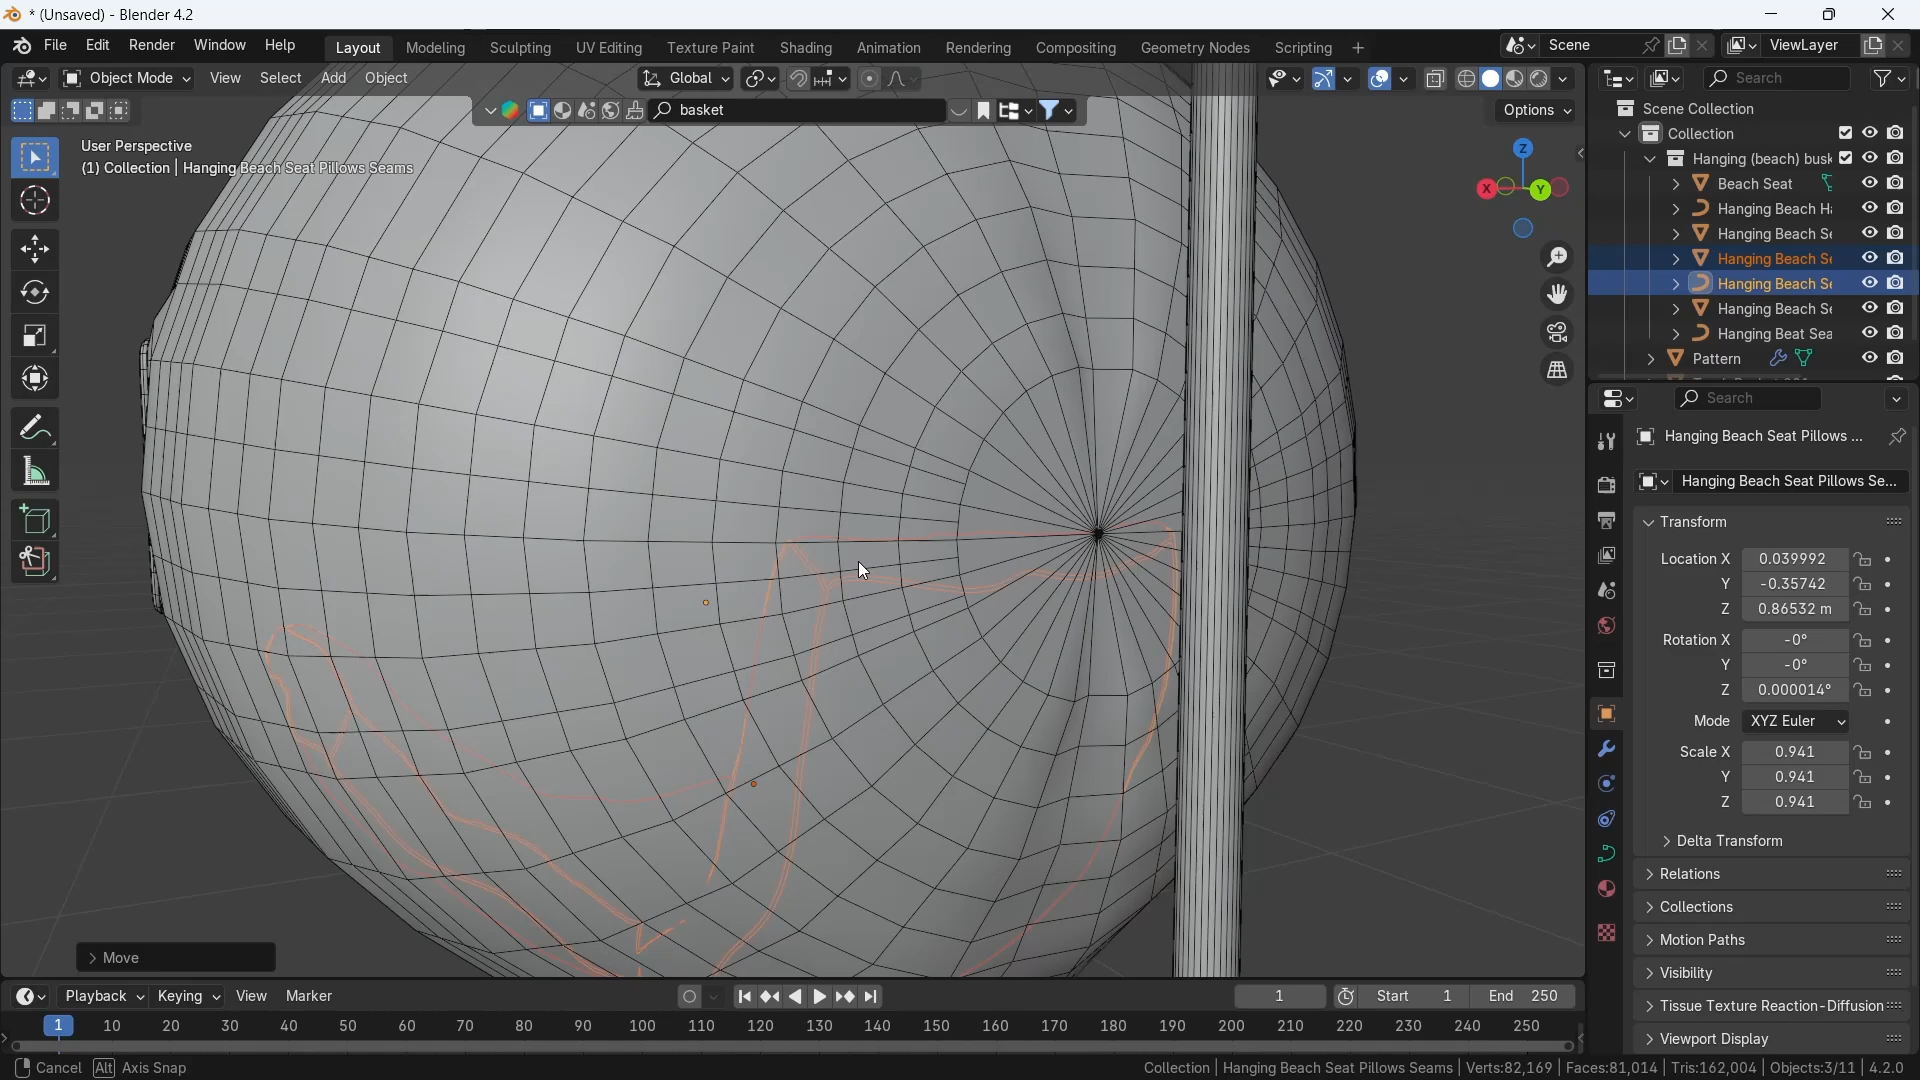 * (Unsaved) - Blender 4.2
File Edit Render Window Help
Layout Modeling Sculpting UV Editing Texture Paint Shading Animation Rendering Compositing Geometry Nodes Scripting +
Scene
ViewLayer
Object Mode View Select Add Object
Global
Search
basket
Options
User Perspective
(1) Collection | Hanging Beach Seat Pillows Seams
Z
X
Y
Scene Collection
Collection
Hanging (beach) busk
Beach Seat
Hanging Beach Ha
Hanging Beach Se
Hanging Beach Se
Hanging Beach Se
Hanging Beach Se
Hanging Beat Sea
Pattern
Search
Hanging Beach Seat Pillows ...
Hanging Beach Seat Pillows Se...
Transform
Location X 0.039992
Y -0.35742
Z 0.86532 m
Rotation X -0°
Y -0°
Z 0.000014°
Mode XYZ Euler
Scale X 0.941
Y 0.941
Z 0.941
Delta Transform
Relations
Collections
Motion Paths
Visibility
Tissue Texture Reaction-Diffusion
Viewport Display
Move
Playback Keying View Marker
1
Start 1
End 250
1 10 20 30 40 50 60 70 80 90 100 110 120 130 140 150 160 170 180 190 200 210 220 230 240 250
Cancel Alt Axis Snap
Collection | Hanging Beach Seat Pillows Seams | Verts:82,169 | Faces:81,014 | Tris:162,004 | Objects:3/11 | 4.2.0